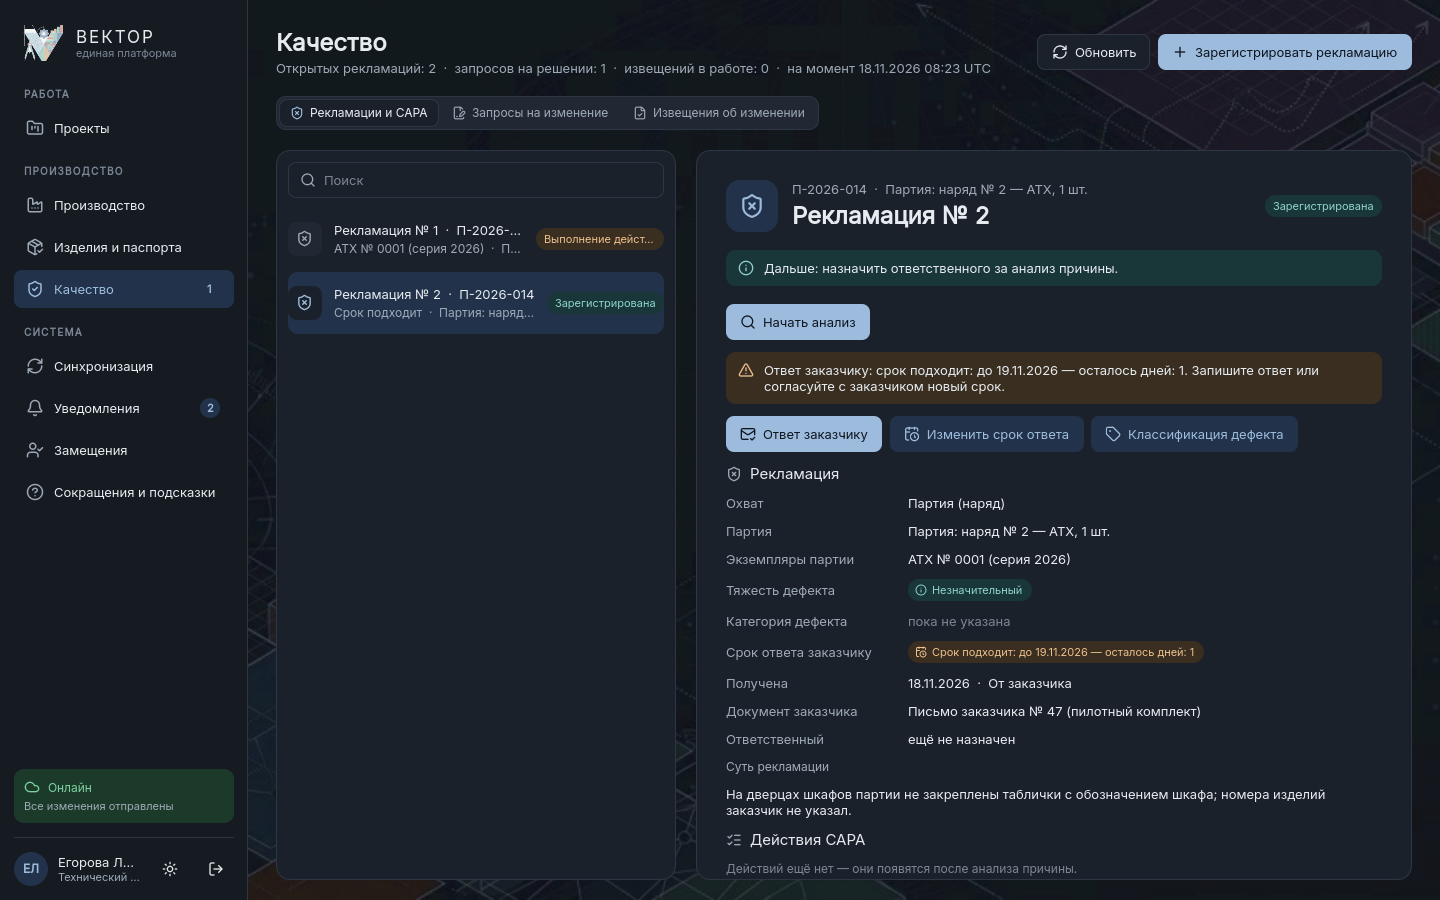 ВЕКТОР
единая платформа
РАБОТА
Проекты
ПРОИЗВОДСТВО
Производство
Изделия и паспорта
Качество 1
СИСТЕМА
Синхронизация
Уведомления 2
Замещения
Сокращения и подсказки
Онлайн
Все изменения отправлены
ЕЛ
Егорова Л...
Технический ...
Качество
Открытых рекламаций: 2 · запросов на решении: 1 · извещений в работе: 0 · на момент 18.11.2026 08:23 UTC
Обновить
Зарегистрировать рекламацию
Рекламации и CAPA
Запросы на изменение
Извещения об изменении
Поиск
Рекламация № 1 · П-2026-...
АТХ № 0001 (серия 2026) · П...
Выполнение дейст...
Рекламация № 2 · П-2026-014
Срок подходит · Партия: наряд...
Зарегистрирована
П-2026-014 · Партия: наряд № 2 — АТХ, 1 шт.
Рекламация № 2
Зарегистрирована
Дальше: назначить ответственного за анализ причины.
Начать анализ
Ответ заказчику: срок подходит: до 19.11.2026 — осталось дней: 1. Запишите ответ или
согласуйте с заказчиком новый срок.
Ответ заказчику
Изменить срок ответа
Классификация дефекта
Рекламация
Охват Партия (наряд)
Партия Партия: наряд № 2 — АТХ, 1 шт.
Экземпляры партии АТХ № 0001 (серия 2026)
Тяжесть дефекта Незначительный
Категория дефекта пока не указана
Срок ответа заказчику Срок подходит: до 19.11.2026 — осталось дней: 1
Получена 18.11.2026 · От заказчика
Документ заказчика Письмо заказчика № 47 (пилотный комплект)
Ответственный ещё не назначен
Суть рекламации
На дверцах шкафов партии не закреплены таблички с обозначением шкафа; номера изделий
заказчик не указал.
Действия CAPA
Действий ещё нет — они появятся после анализа причины.